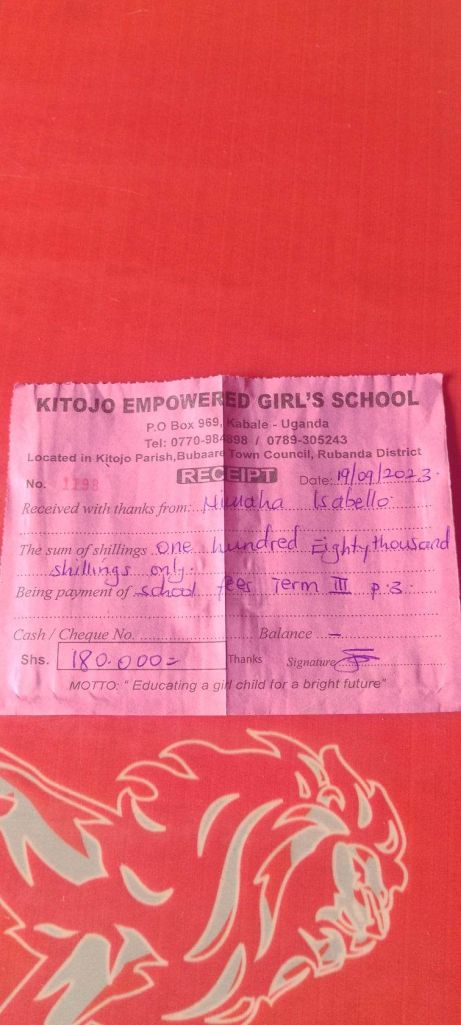 KITOJO EMPOWERED GIRL'S SCHOOL
P.O Box 969, Kabale - Uganda
Tel: 0770-984898 / 0789-305243
Located in Kitojo Parish,Bubaare Town Council, Rubanda District
No. 1298 RECEIPT Date: 19/09/2023.
Received with thanks from: Isabello
The sum of shillings One hundred Eighty thousand
shillings only.
Being payment of school fees Term III p.3.
Cash / Cheque No. Balance –
Shs. 180.000= Thanks Signature
MOTTO: " Educating a girl child for a bright future"